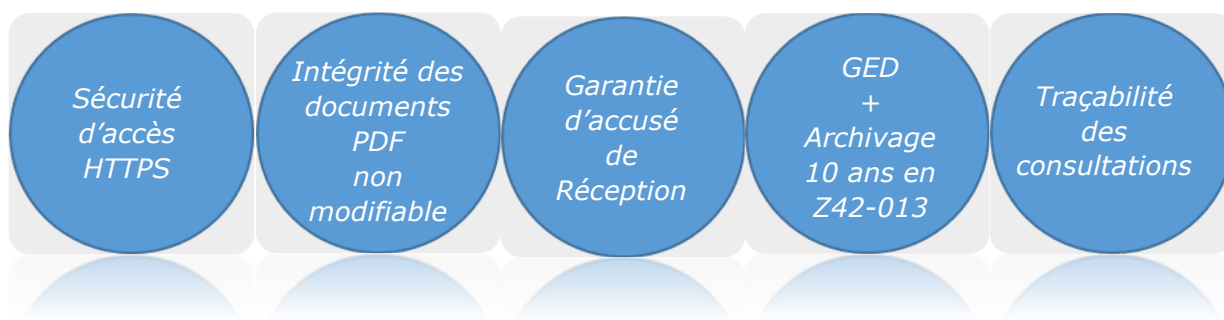 Sécurité
d’accès
HTTPS
Intégrité des
documents
PDF
non
modifiable
Garantie
d’accusé
de
Réception
GED
+
Archivage
10 ans en
Z42-013
Traçabilité
des
consultations